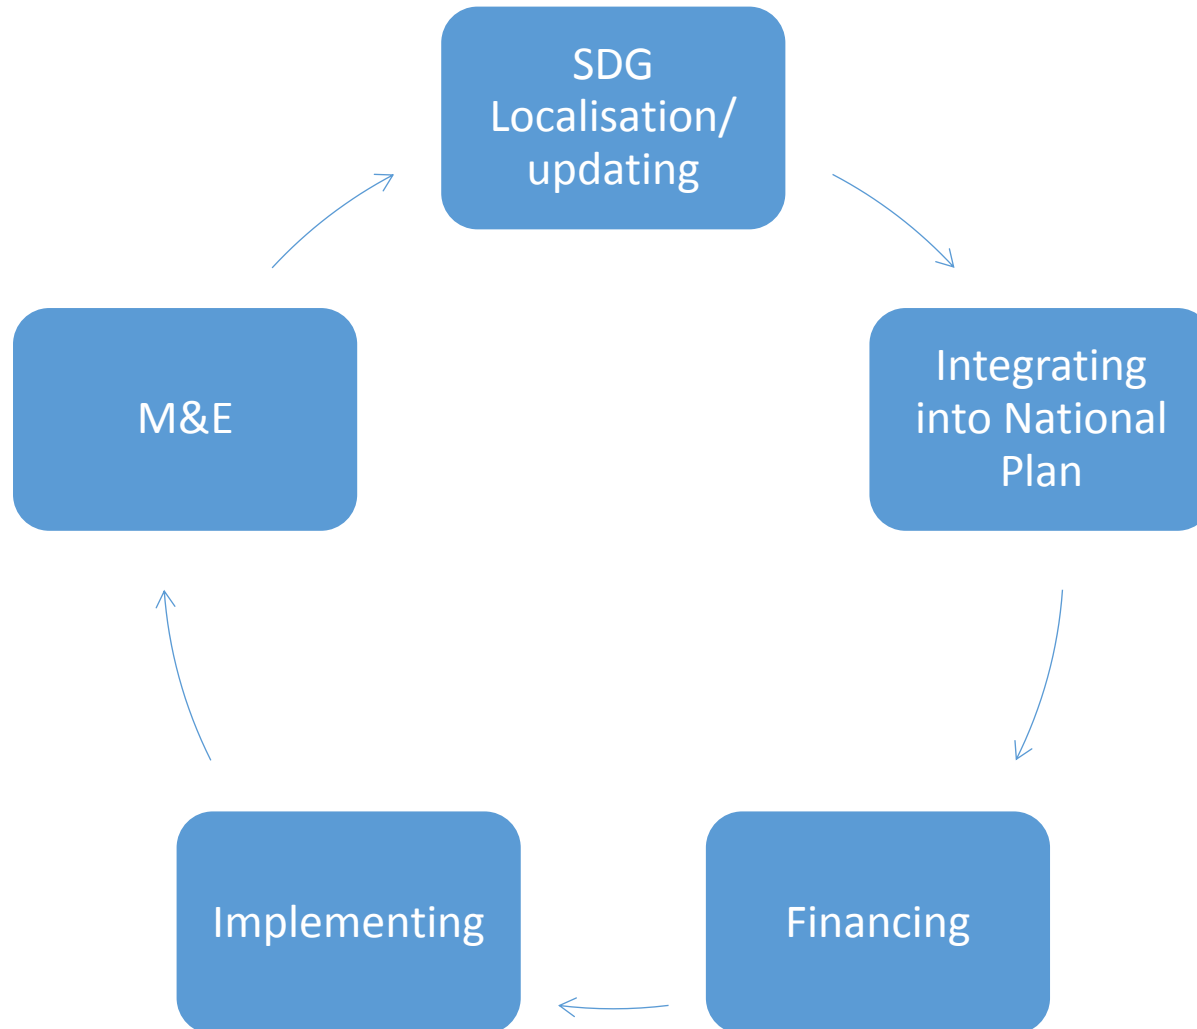 SDG
Localisation/
updating
Integrating
into National
Plan
Financing
Implementing
M&E